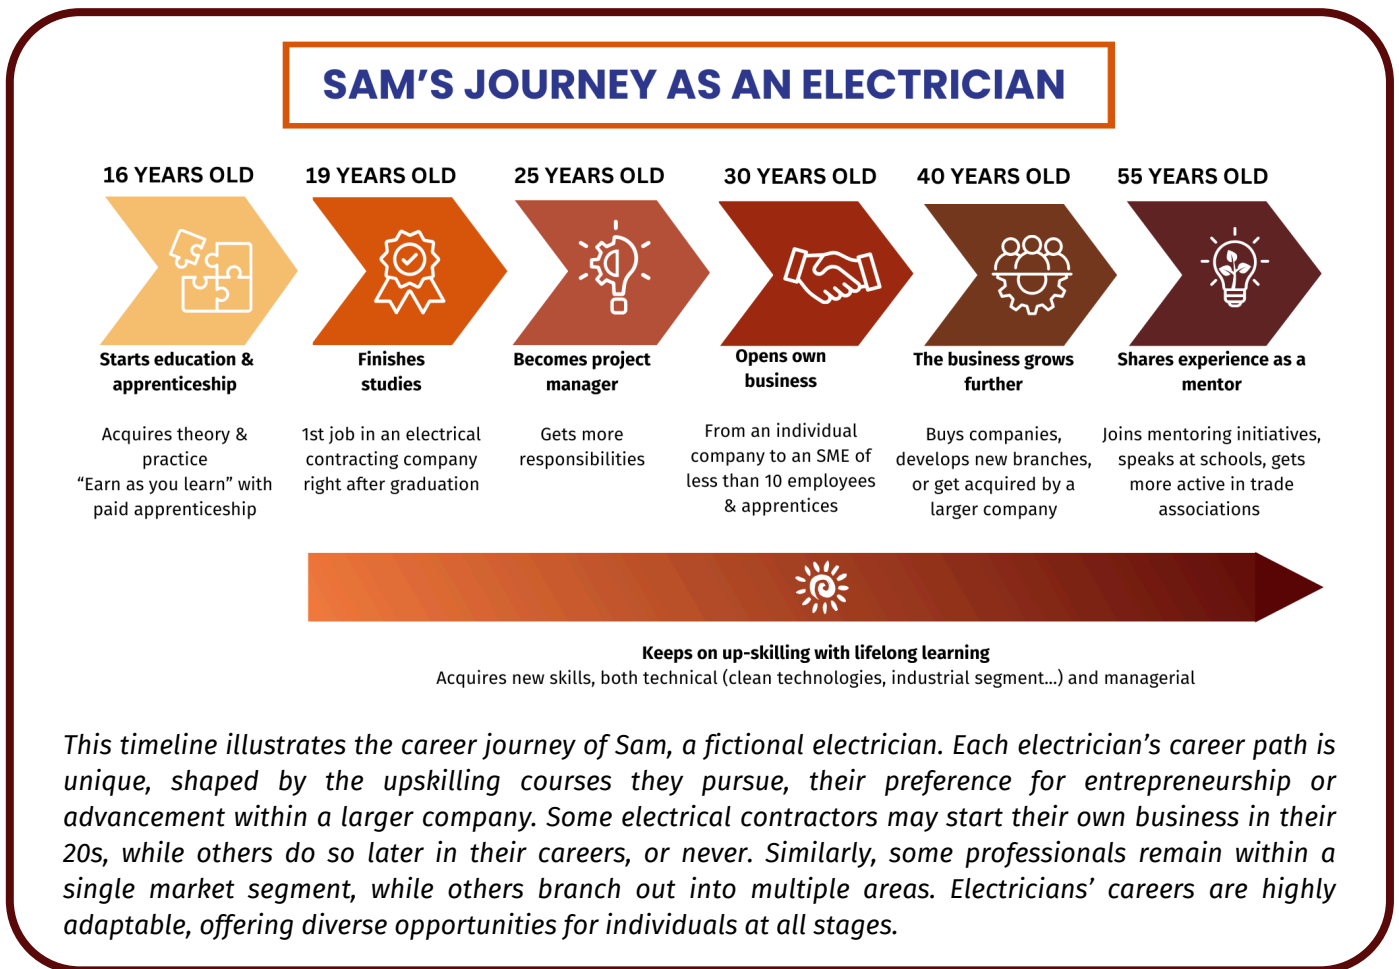 SAM'S JOURNEY AS AN ELECTRICIAN
16 YEARS OLD
Starts education &
apprenticeship
Acquires theory &
practice
“Earn as you learn” with
paid apprenticeship
19 YEARS OLD
Finishes
studies
1st job in an electrical
contracting company
right after graduation
25 YEARS OLD
Becomes project
manager
Gets more
responsibilities
30 YEARS OLD
Opens own
business
From an individual
company to an SME of
less than 10 employees
& apprentices
40 YEARS OLD
The business grows
further
Buys companies,
develops new branches,
or get acquired by a
larger company
55 YEARS OLD
Shares experience as a
mentor
Joins mentoring initiatives,
speaks at schools, gets
more active in trade
associations
Keeps on up-skilling with lifelong learning
Acquires new skills, both technical (clean technologies, industrial segment...) and managerial
This timeline illustrates the career journey of Sam, a fictional electrician. Each electrician's career path is
unique, shaped by the upskilling courses they pursue, their preference for entrepreneurship or
advancement within a larger company. Some electrical contractors may start their own business in their
20s, while others do so later in their careers, or never. Similarly, some professionals remain within a
single market segment, while others branch out into multiple areas. Electricians' careers are highly
adaptable, offering diverse opportunities for individuals at all stages.